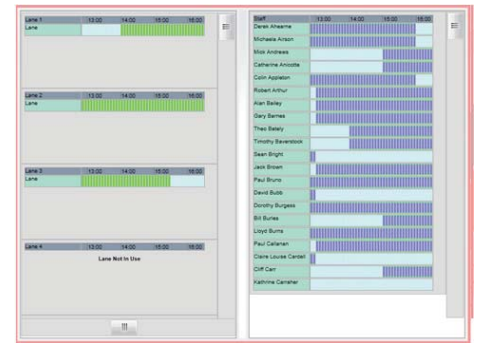 Lane 1 13:00 14:00 15:00 16:00
Lane
Lane 2 13:00 14:00 15:00 16:00
Lane
Lane 3 13:00 14:00 15:00 16:00
Lane
Lane 4 13:00 14:00 15:00 16:00
Lane Not In Use
Staff 13:00 14:00 15:00 16:00
Derek Ahearne
Michaela Airson
Mick Andrews
Catherine Anicotte
Colin Appleton
Robert Arthur
Alan Bailey
Gary Barnes
Theo Bately
Timothy Baverstock
Sean Bright
Jack Brown
Paul Bruno
David Bubb
Dorothy Burgess
Bill Buries
Lloyd Burns
Paul Callanan
Claire Louise Cardell
Cliff Carr
Kathrine Carraher